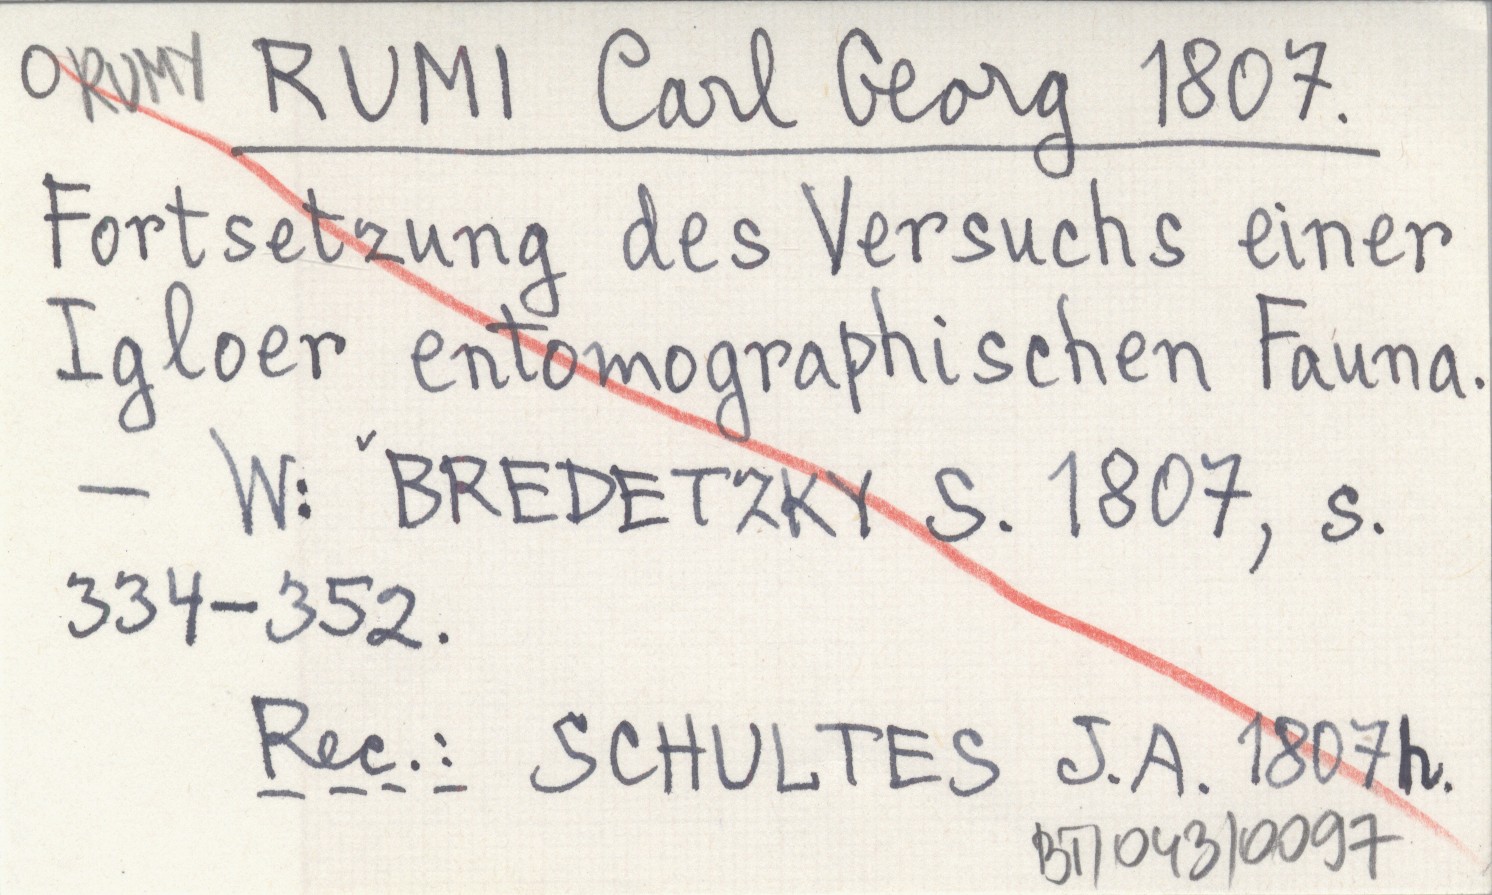 O RUMY RUMI Carl Georg 1807.
Fortsetzung des Versuchs einer
Igloer entomographischen Fauna.
— W: ˅BREDETZKY S. 1807, s.
334—352.
Rec.: SCHULTES J.A. 1807h.
BT/043/0097